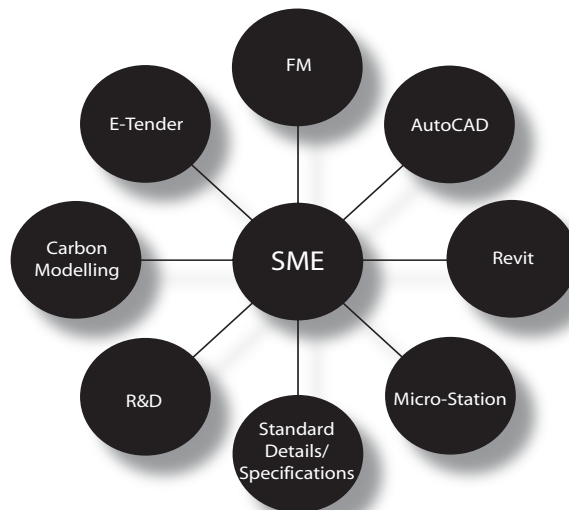 FM
E-Tender
AutoCAD
Carbon
Modelling
SME
Revit
R&D
Micro-Station
Standard
Details/
Specifications